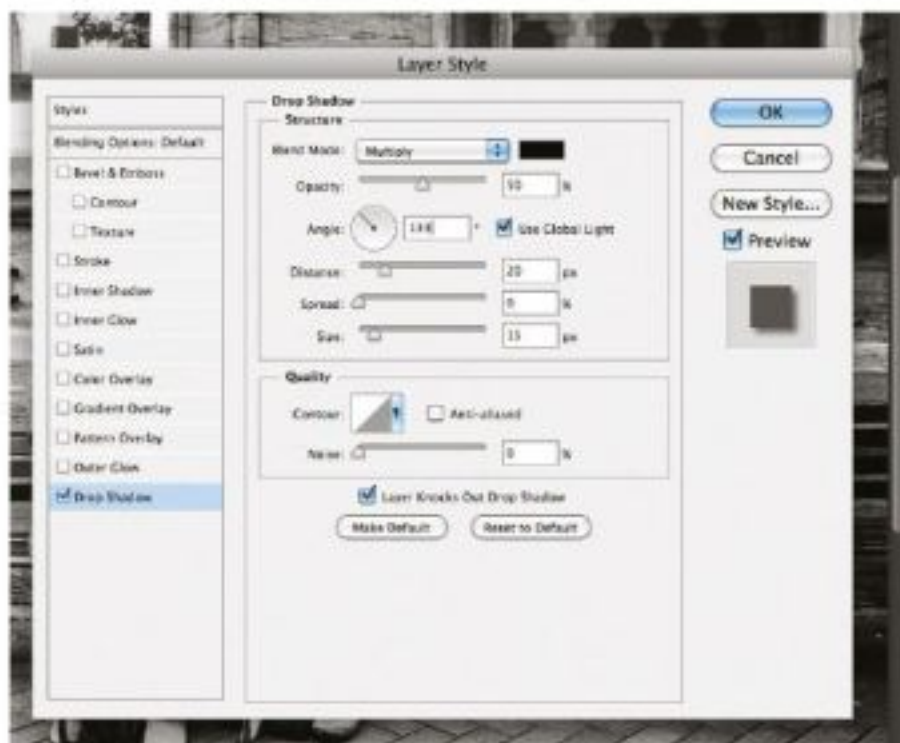 Layer Style
Styles
Blending Options: Default
Bevel & Emboss
Contour
Texture
Stroke
Inner Shadow
Inner Glow
Satin
Color Overlay
Gradient Overlay
Pattern Overlay
Outer Glow
Drop Shadow
Drop Shadow
Structure
Blend Mode: Multiply
Opacity: 50 %
Angle: °
Use Global Light
Distance: 20 px
Spread: 0 %
Size: 15 px
Quality
Contour: Anti-aliased
Noise: 0 %
Layer Knocks Out Drop Shadow
Make Default
Reset to Default
OK
Cancel
New Style...
Preview